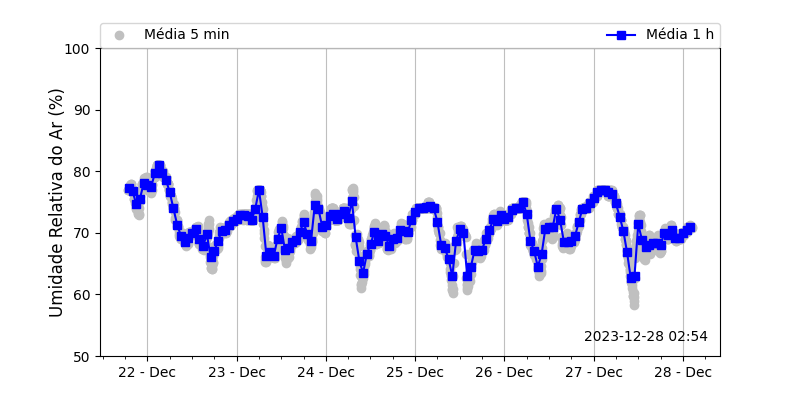 Média 5 min
Média 1 h
Umidade Relativa do Ar (%)
100
90
80
70
60
50
2023-12-28 02:54
22 - Dec
23 - Dec
24 - Dec
25 - Dec
26 - Dec
27 - Dec
28 - Dec